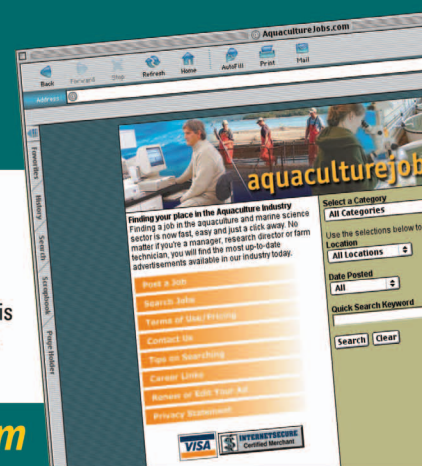 AquacultureJobs.com
Back Forward Stop Refresh Home AutoFill Print Mail
Address:
Favorites
History
Search
Scrapbook
Page Holder
aquaculturejob
Finding your place in the Aquaculture Industry
Finding a job in the aquaculture and marine science
sector is now fast, easy and just a click away. No
matter if you're a manager, research director or farm
technician, you will find the most up-to-date
advertisements available in our industry today.
Post a Job
Search Jobs
Terms of Use/Pricing
Contact Us
Tips on Searching
Career Links
Renew or Edit Your Ad
Privacy Statement
VISA
INTERNETSECURE
Certified Merchant
Select a Category
All Categories
Use the selections below to
Location
All Locations
Date Posted
All
Quick Search Keyword
Search Clear
is
m